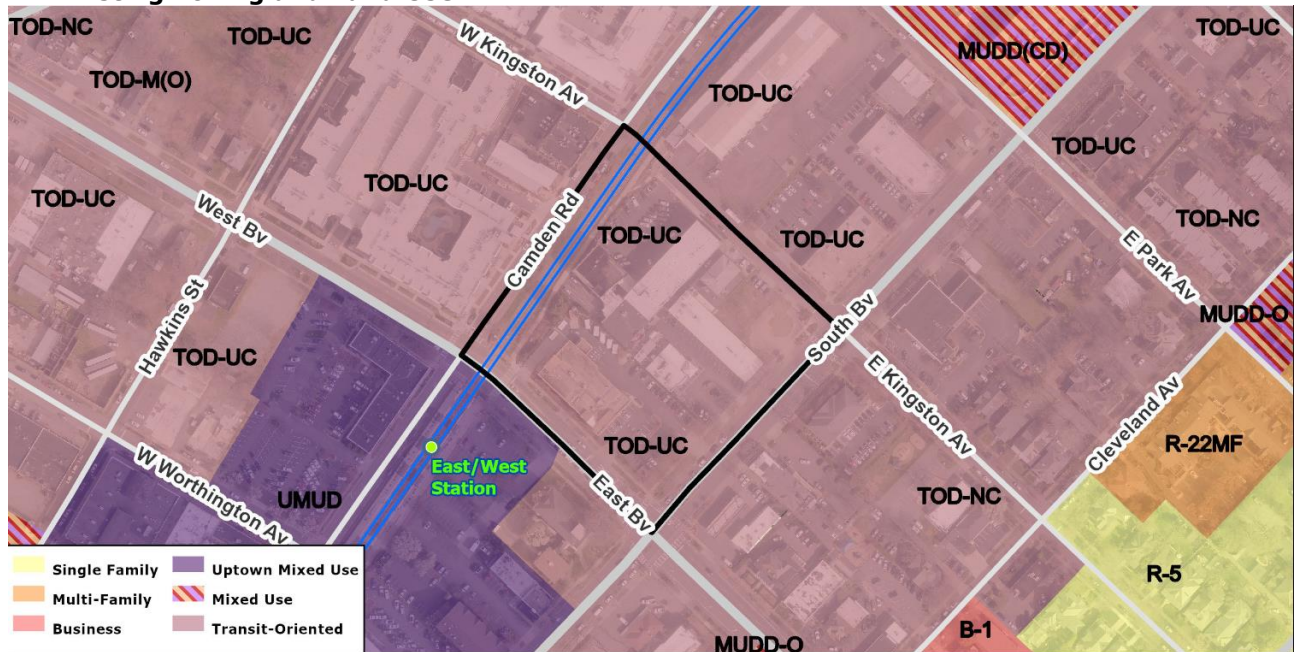 TOD-NC
TOD-UC
W Kingston Av
MUDD(CD)
TOD-UC
TOD-M(O)
TOD-UC
TOD-UC
TOD-UC
TOD-UC
West Bv
Camden Rd
TOD-UC
TOD-UC
TOD-NC
E Park Av
Hawkins St
TOD-UC
South Bv
MUDD-O
E Kingston Av
Cleveland Av
R-22MF
TOD-UC
East/West
Station
W Worthington Av
UMUD
East Bv
TOD-NC
R-5
B-1
MUDD-O
Single Family
Uptown Mixed Use
Multi-Family
Mixed Use
Business
Transit-Oriented